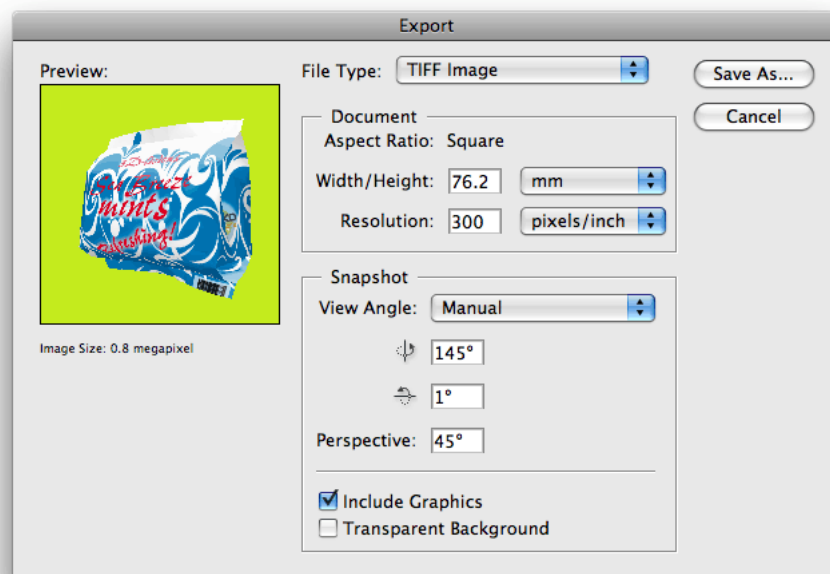 Export
Preview:
File Type: TIFF Image
Save As...
Cancel
Document
Aspect Ratio: Square
Width/Height: 76.2 mm
Resolution: 300 pixels/inch
Sea Breeze
mints
Refreshing!
Snapshot
View Angle: Manual
145°
1°
Perspective: 45°
Include Graphics
Transparent Background
Image Size: 0.8 megapixel